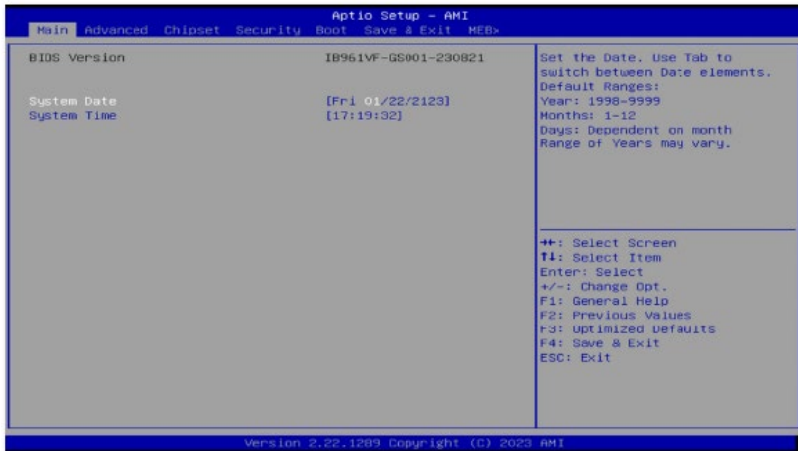 Aptio Setup - AMI
Main Advanced Chipset Security Boot Save & Exit MEBx
BIOS Version IB961VF-GS001-230821
System Date [Fri 01/22/2123]
System Time [17:19:32]
Set the Date. Use Tab to
switch between Date elements.
Default Ranges:
Year: 1998-9999
Months: 1-12
Days: Dependent on month
Range of Years may vary.
→←: Select Screen
↑↓: Select Item
Enter: Select
+/-: Change Opt.
F1: General Help
F2: Previous Values
F3: Optimized Defaults
F4: Save & Exit
ESC: Exit
Version 2.22.1289 Copyright (C) 2023 AMI